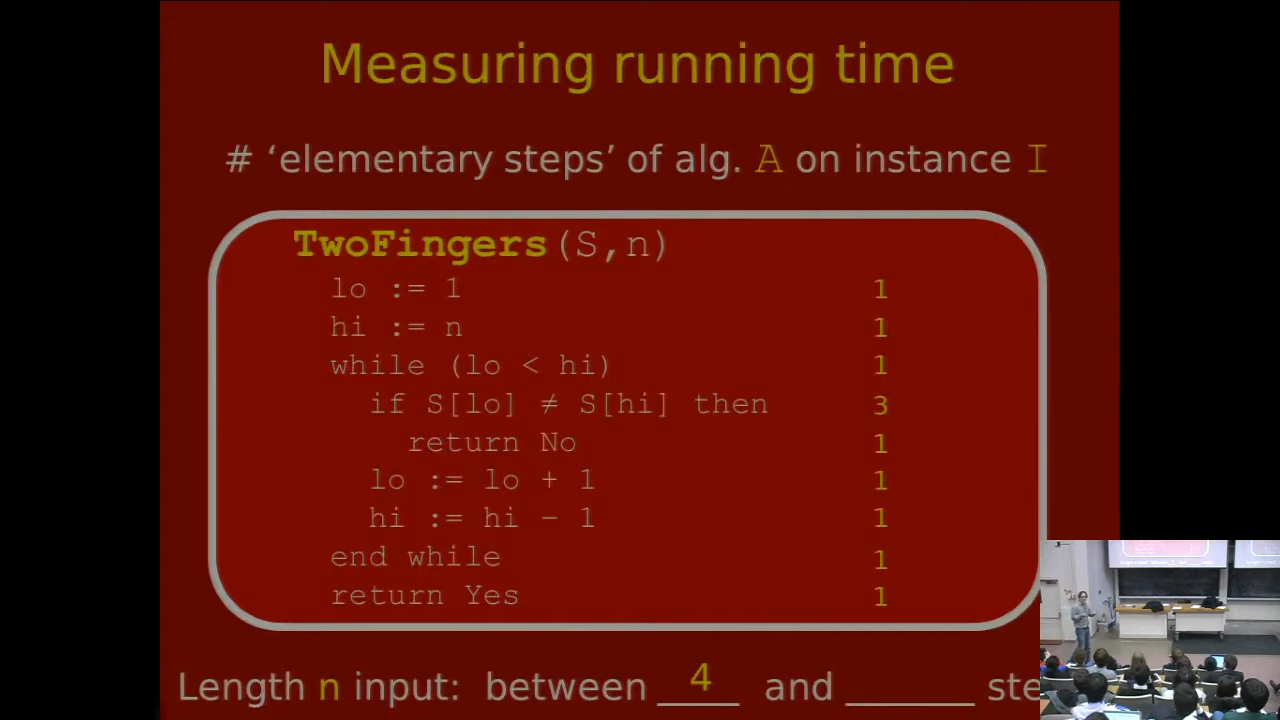 Measuring running time
# ‘elementary steps’ of alg. A on instance I
TwoFingers(S,n)
lo := 1 1
hi := n 1
while (lo < hi) 1
if S[lo] ≠ S[hi] then 3
return No 1
lo := lo + 1 1
hi := hi − 1 1
end while 1
return Yes 1
Length n input: between 4 and ______ ste